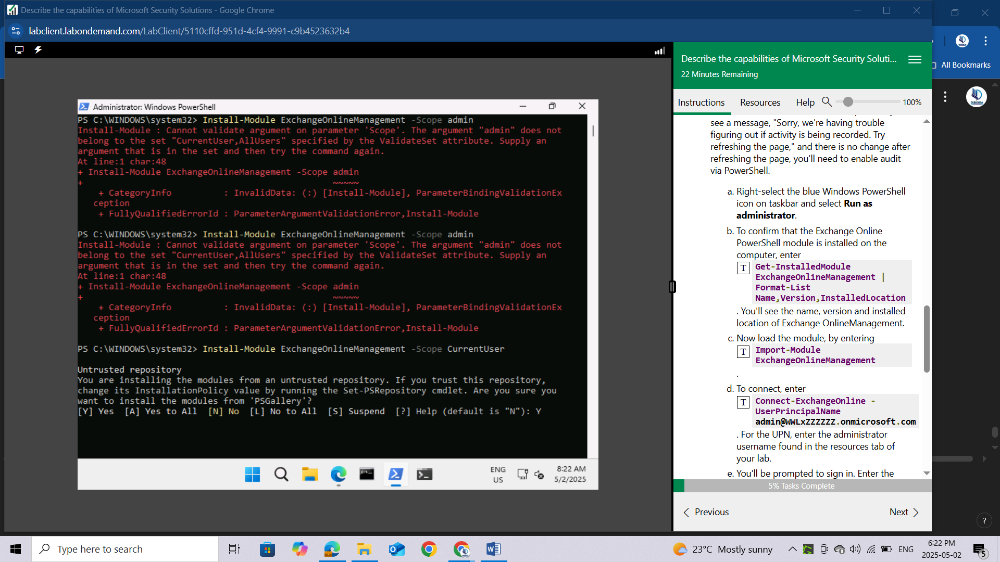 Describe the capabilities of Microsoft Security Solutions - Google Chrome
labclient.labondemand.com/LabClient/5110cffd-951d-4cf4-9991-c9b4523632b4
All Bookmarks
Administrator: Windows PowerShell
PS C:\WINDOWS\system32> Install-Module ExchangeOnlineManagement -Scope admin
Install-Module : Cannot validate argument on parameter 'Scope'. The argument "admin" does not
belong to the set "CurrentUser,AllUsers" specified by the ValidateSet attribute. Supply an
argument that is in the set and then try the command again.
At line:1 char:48
+ Install-Module ExchangeOnlineManagement -Scope admin
+ ~~~~~
+ CategoryInfo : InvalidData: (:) [Install-Module], ParameterBindingValidationEx
ception
+ FullyQualifiedErrorId : ParameterArgumentValidationError,Install-Module
PS C:\WINDOWS\system32> Install-Module ExchangeOnlineManagement -Scope admin
Install-Module : Cannot validate argument on parameter 'Scope'. The argument "admin" does not
belong to the set "CurrentUser,AllUsers" specified by the ValidateSet attribute. Supply an
argument that is in the set and then try the command again.
At line:1 char:48
+ Install-Module ExchangeOnlineManagement -Scope admin
+ ~~~~~
+ CategoryInfo : InvalidData: (:) [Install-Module], ParameterBindingValidationEx
ception
+ FullyQualifiedErrorId : ParameterArgumentValidationError,Install-Module
PS C:\WINDOWS\system32> Install-Module ExchangeOnlineManagement -Scope CurrentUser
Untrusted repository
You are installing the modules from an untrusted repository. If you trust this repository,
change its InstallationPolicy value by running the Set-PSRepository cmdlet. Are you sure you
want to install the modules from 'PSGallery'?
[Y] Yes [A] Yes to All [N] No [L] No to All [S] Suspend [?] Help (default is "N"): Y
ENG
US
8:22 AM
5/2/2025
Describe the capabilities of Microsoft Security Soluti...
22 Minutes Remaining
Instructions Resources Help 100%
see a message, "Sorry, we're having trouble
figuring out if activity is being recorded. Try
refreshing the page," and there is no change after
refreshing the page, you'll need to enable audit
via PowerShell.
a. Right-select the blue Windows PowerShell
icon on taskbar and select Run as
administrator.
b. To confirm that the Exchange Online
PowerShell module is installed on the
computer, enter
T Get-InstalledModule
ExchangeOnlineManagement |
Format-List
Name,Version,InstalledLocation
. You'll see the name, version and installed
location of Exchange OnlineManagement.
c. Now load the module, by entering
T Import-Module
ExchangeOnlineManagement
.
d. To connect, enter
T Connect-ExchangeOnline -
UserPrincipalName
admin@WWLxZZZZZZ.onmicrosoft.com
. For the UPN, enter the administrator
username found in the resources tab of
your lab.
e. You'll be prompted to sign in. Enter the
5% Tasks Complete
Previous
Next
?
Type here to search
23°C Mostly sunny
ENG
6:22 PM
2025-05-02
5